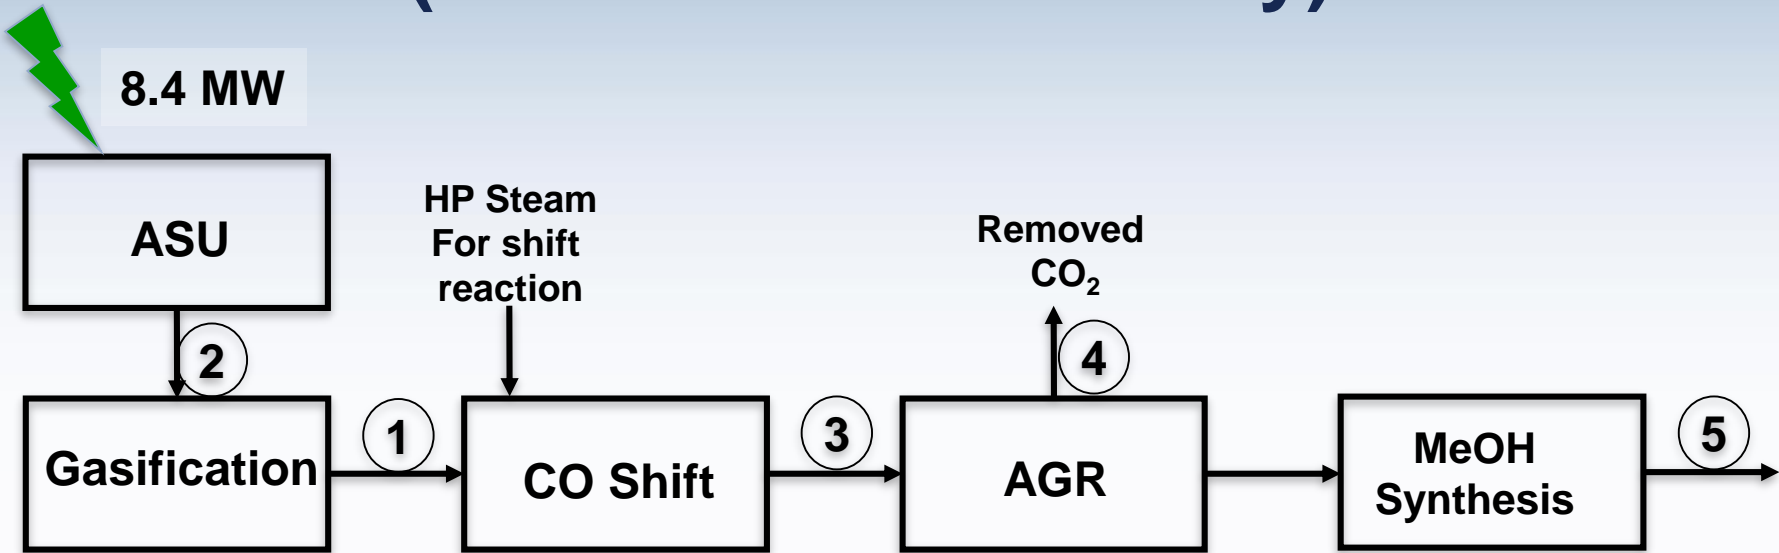 8.4 MW
ASU
HP Steam
For shift
reaction
Removed
CO₂
2
4
Gasification
1
CO Shift
3
AGR
MeOH
Synthesis
5